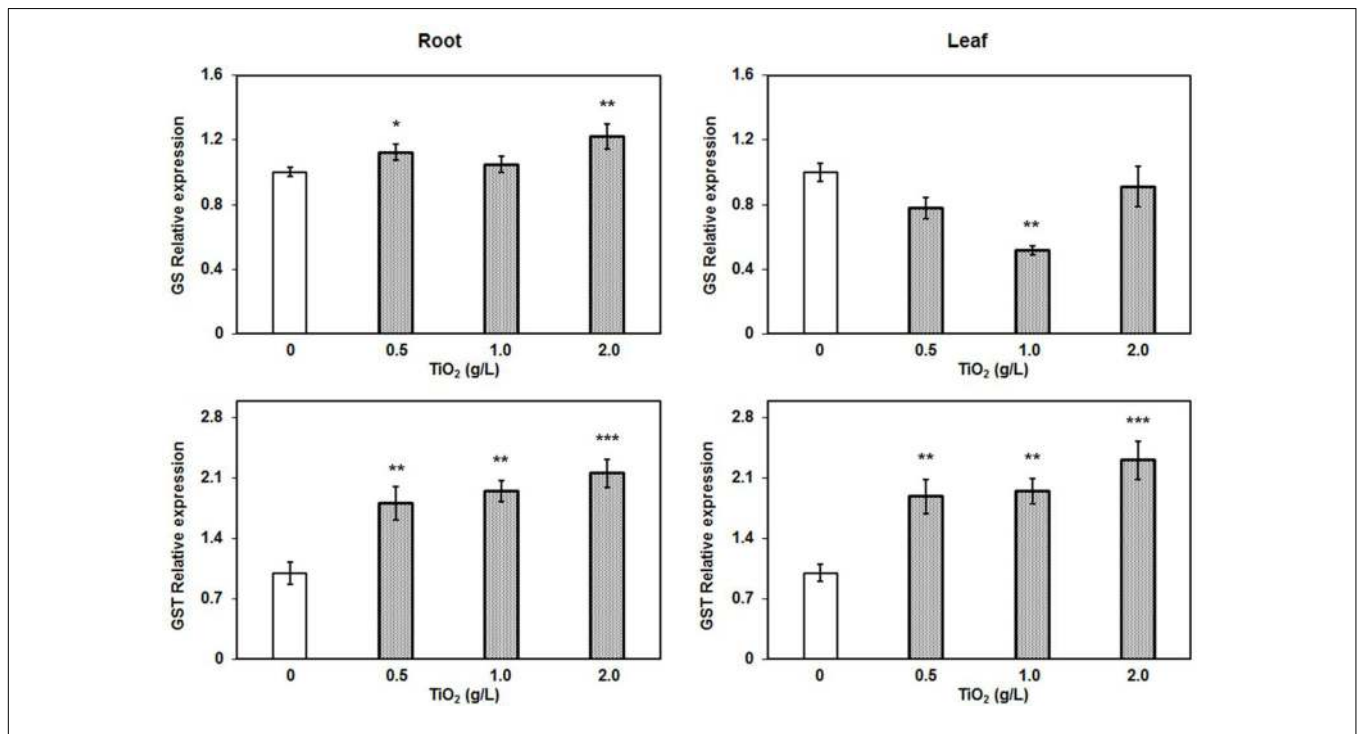 Root
Leaf
GS Relative expression
1.6
1.2
0.8
0.4
0
*
**
0 0.5 1.0 2.0
TiO₂ (g/L)
GS Relative expression
1.6
1.2
0.8
0.4
0
**
0 0.5 1.0 2.0
TiO₂ (g/L)
GST Relative expression
2.8
2.1
1.4
0.7
0
** ** ***
0 0.5 1.0 2.0
TiO₂ (g/L)
GST Relative expression
2.8
2.1
1.4
0.7
0
** ** ***
0 0.5 1.0 2.0
TiO₂ (g/L)